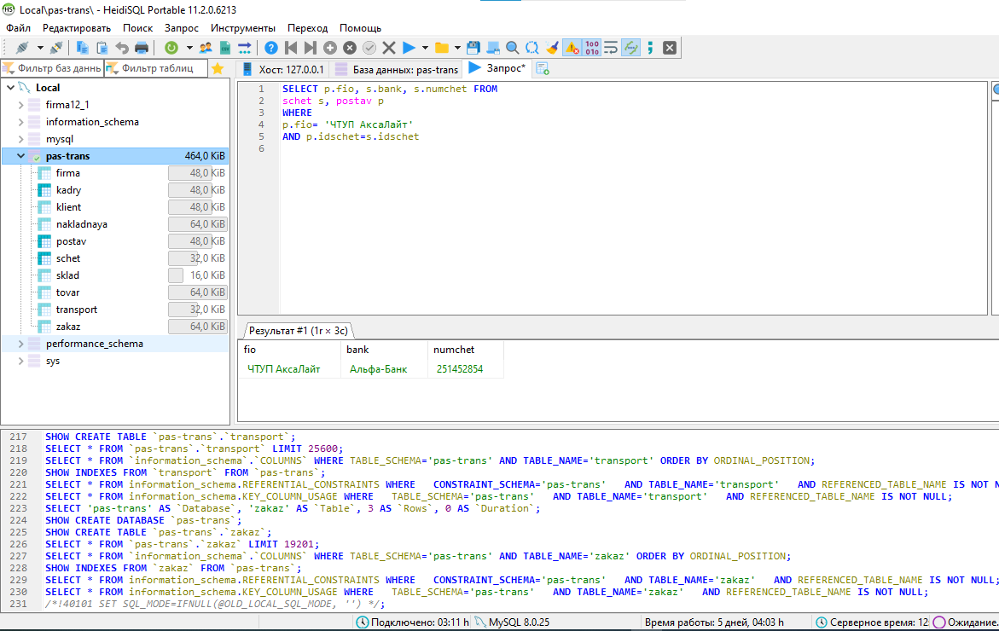 Local\pas-trans\ - HeidiSQL Portable 11.2.0.6213
Файл Редактировать Поиск Запрос Инструменты Переход Помощь
Фильтр баз даннь Фильтр таблиц
Хост: 127.0.0.1 База данных: pas-trans Запрос*
Local
firma12_1
information_schema
mysql
pas-trans 464,0 KiB
firma 48,0 KiB
kadry 48,0 KiB
klient 48,0 KiB
nakladnaya 64,0 KiB
postav 48,0 KiB
schet 32,0 KiB
sklad 16,0 KiB
tovar 64,0 KiB
transport 32,0 KiB
zakaz 64,0 KiB
performance_schema
sys
1 SELECT p.fio, s.bank, s.numchet FROM
2 schet s, postav p
3 WHERE
4 p.fio= 'ЧТУП АксаЛайт'
5 AND p.idschet=s.idschet
6
Результат #1 (1r × 3c)
fio bank numchet
ЧТУП АксаЛайт Альфа-Банк 251452854
217 SHOW CREATE TABLE `pas-trans`.`transport`;
218 SELECT * FROM `pas-trans`.`transport` LIMIT 25600;
219 SELECT * FROM `information_schema`.`COLUMNS` WHERE TABLE_SCHEMA='pas-trans' AND TABLE_NAME='transport' ORDER BY ORDINAL_POSITION;
220 SHOW INDEXES FROM `transport` FROM `pas-trans`;
221 SELECT * FROM information_schema.REFERENTIAL_CONSTRAINTS WHERE CONSTRAINT_SCHEMA='pas-trans' AND TABLE_NAME='transport' AND REFERENCED_TABLE_NAME IS NOT N
222 SELECT * FROM information_schema.KEY_COLUMN_USAGE WHERE TABLE_SCHEMA='pas-trans' AND TABLE_NAME='transport' AND REFERENCED_TABLE_NAME IS NOT NULL;
223 SELECT 'pas-trans' AS `Database`, 'zakaz' AS `Table`, 3 AS `Rows`, 0 AS `Duration`;
224 SHOW CREATE DATABASE `pas-trans`;
225 SHOW CREATE TABLE `pas-trans`.`zakaz`;
226 SELECT * FROM `pas-trans`.`zakaz` LIMIT 19201;
227 SELECT * FROM `information_schema`.`COLUMNS` WHERE TABLE_SCHEMA='pas-trans' AND TABLE_NAME='zakaz' ORDER BY ORDINAL_POSITION;
228 SHOW INDEXES FROM `zakaz` FROM `pas-trans`;
229 SELECT * FROM information_schema.REFERENTIAL_CONSTRAINTS WHERE CONSTRAINT_SCHEMA='pas-trans' AND TABLE_NAME='zakaz' AND REFERENCED_TABLE_NAME IS NOT NULL;
230 SELECT * FROM information_schema.KEY_COLUMN_USAGE WHERE TABLE_SCHEMA='pas-trans' AND TABLE_NAME='zakaz' AND REFERENCED_TABLE_NAME IS NOT NULL;
231 /*!40101 SET SQL_MODE=IFNULL(@OLD_LOCAL_SQL_MODE, '') */;
Подключено: 03:11 h MySQL 8.0.25 Время работы: 5 дней, 04:03 h Серверное время: 12: Ожидание.